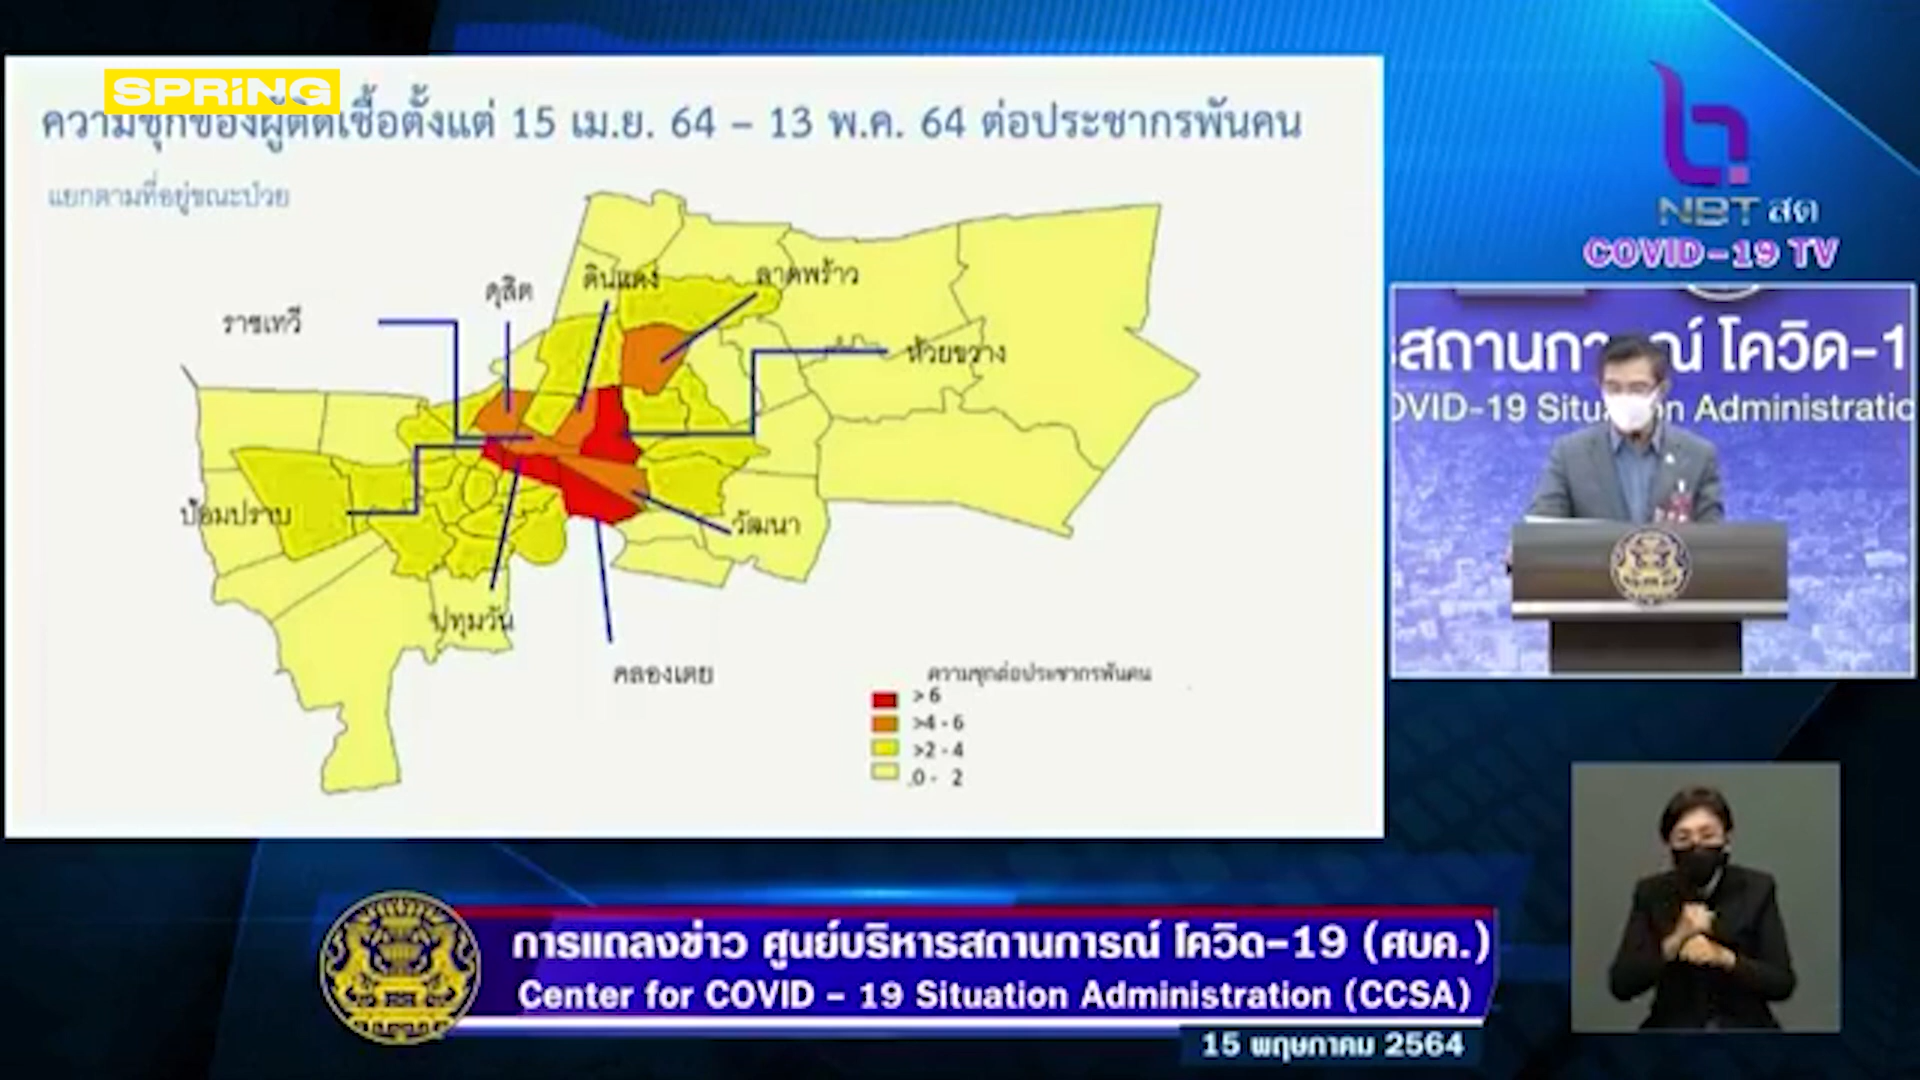 SPRiNG
ความชุกของผู้ติดเชื้อตั้งแต่ 15 เม.ย. 64 – 13 พ.ค. 64 ต่อประชากรพันคน
แยกตามที่อยู่ขณะป่วย
ราชเทวี
ดุสิต
ดินแดง
ลาดพร้าว
ห้วยขวาง
ป้อมปราบ
วัฒนา
ปทุมวัน
คลองเตย
ความชุกต่อประชากรพันคน
> 6
>4 - 6
>2 - 4
0 - 2
NBT สด
COVID-19 TV
สถานการณ์ โควิด-1
OVID-19 Situation Administratio
การแถลงข่าว ศูนย์บริหารสถานการณ์ โควิด-19 (ศบค.)
Center for COVID - 19 Situation Administration (CCSA)
15 พฤษภาคม 2564